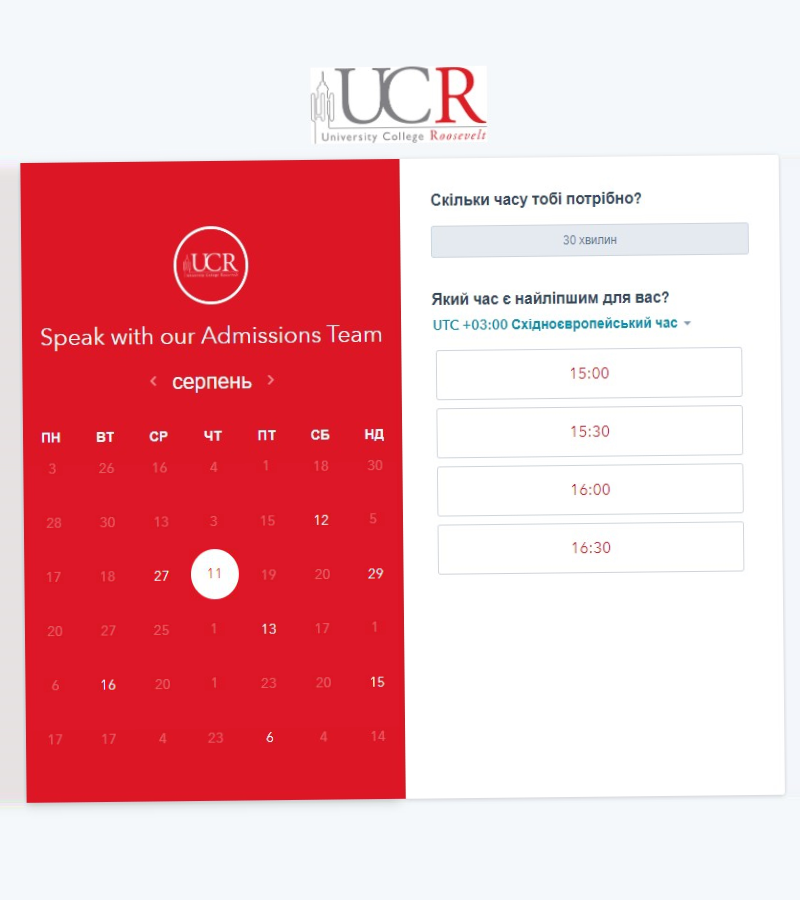 UCR
University College Roosevelt
UCR
Speak with our Admissions Team
серпень
ПН ВТ СР ЧТ ПТ СБ НД
3 26 16 4 1 18 30
28 30 13 3 15 12 5
17 18 27 11 19 20 29
20 27 25 1 13 17 1
6 16 20 1 23 20 15
17 17 4 23 6 4 14
Скільки часу тобі потрібно?
30 хвилин
Який час є найліпшим для вас?
UTC +03:00 Східноєвропейський час
15:00
15:30
16:00
16:30